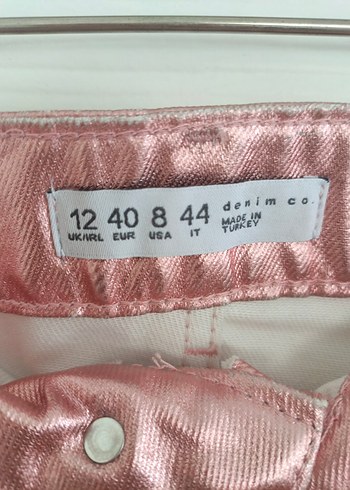 12 40 8 44 denim co.
UK/IRL EUR USA IT MADE IN
TURKEY